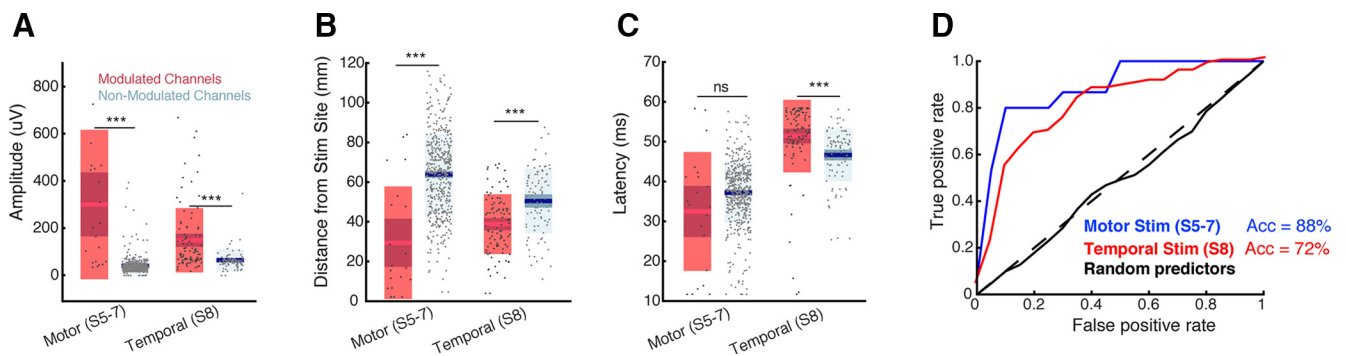 A
Amplitude (uV)
800
600
400
200
0
Modulated Channels
Non-Modulated Channels
***
***
Motor (S5-7)
Temporal (S8)
B
Distance from Stim Site (mm)
120
100
80
60
40
20
0
***
***
Motor (S5-7)
Temporal (S8)
C
Latency (ms)
70
60
50
40
30
20
10
ns
***
Motor (S5-7)
Temporal (S8)
D
True positive rate
1.0
0.8
0.6
0.4
0.2
0
Motor Stim (S5-7) Acc = 88%
Temporal Stim (S8) Acc = 72%
Random predictors
0 0.2 0.4 0.6 0.8 1
False positive rate